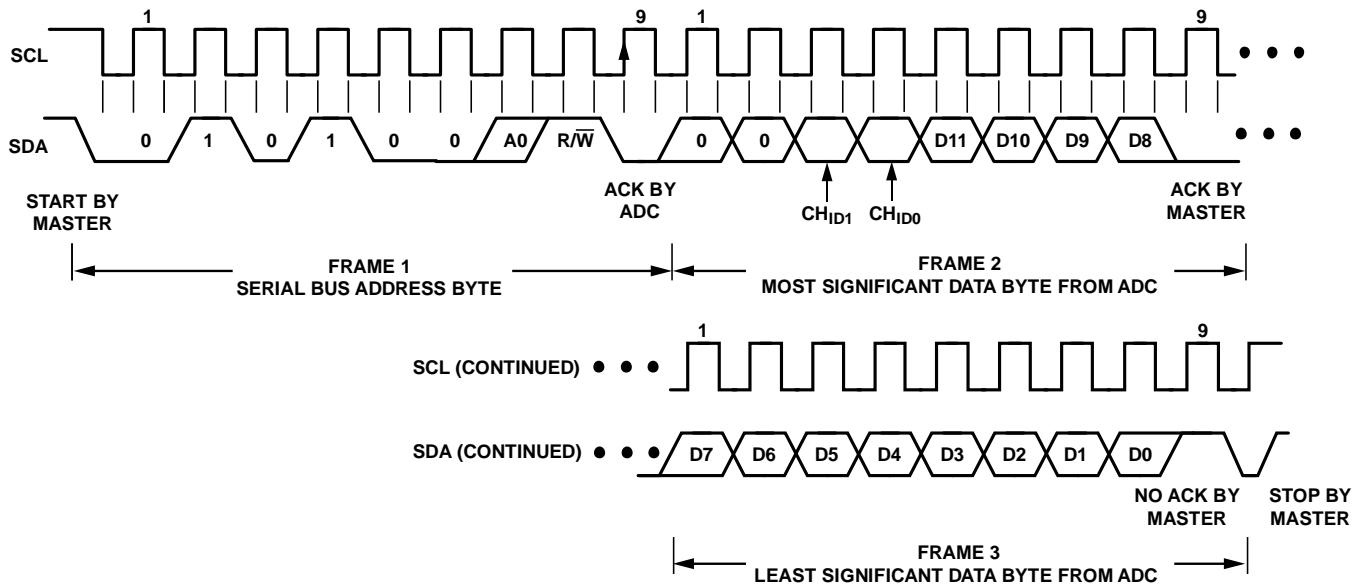 1 9 1 9
SCL
SDA 0 1 0 1 0 0 A0 R/W̅ 0 0 D11 D10 D9 D8
START BY
MASTER
ACK BY
ADC
CHID1 CHID0
ACK BY
MASTER
FRAME 1
SERIAL BUS ADDRESS BYTE
FRAME 2
MOST SIGNIFICANT DATA BYTE FROM ADC
1 9
SCL (CONTINUED)
SDA (CONTINUED) D7 D6 D5 D4 D3 D2 D1 D0
NO ACK BY
MASTER
STOP BY
MASTER
FRAME 3
LEAST SIGNIFICANT DATA BYTE FROM ADC